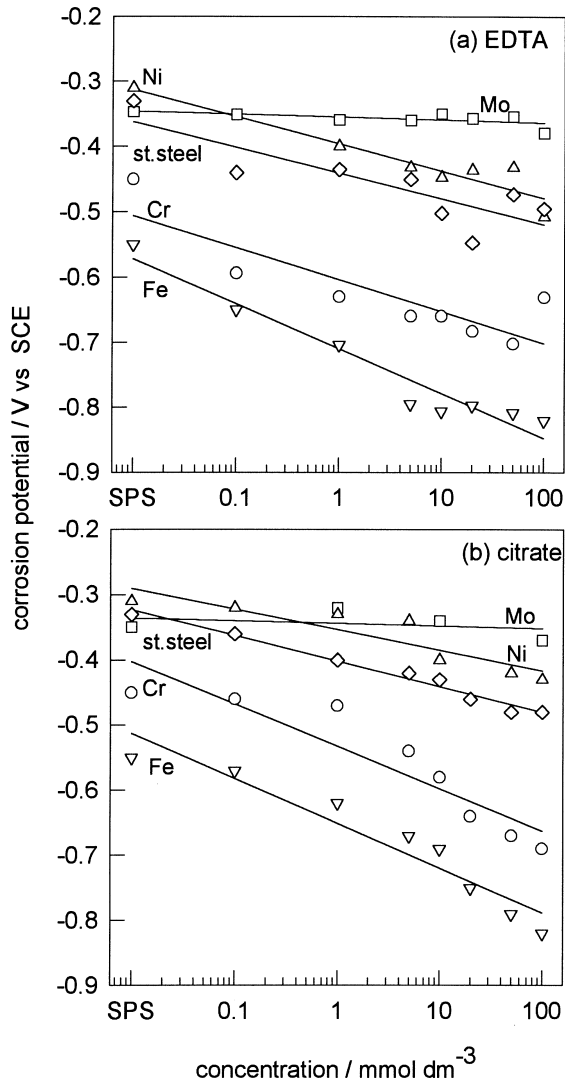 -0.2
(a) EDTA
Ni
-0.3
Mo
-0.4
st.steel
-0.5
Cr
-0.6
Fe
-0.7
-0.8
-0.9
SPS 0.1 1 10 100
corrosion potential / V vs SCE
-0.2
(b) citrate
-0.3
Mo
st.steel
Ni
-0.4
Cr
-0.5
Fe
-0.6
-0.7
-0.8
-0.9
SPS 0.1 1 10 100
concentration / mmol dm-3